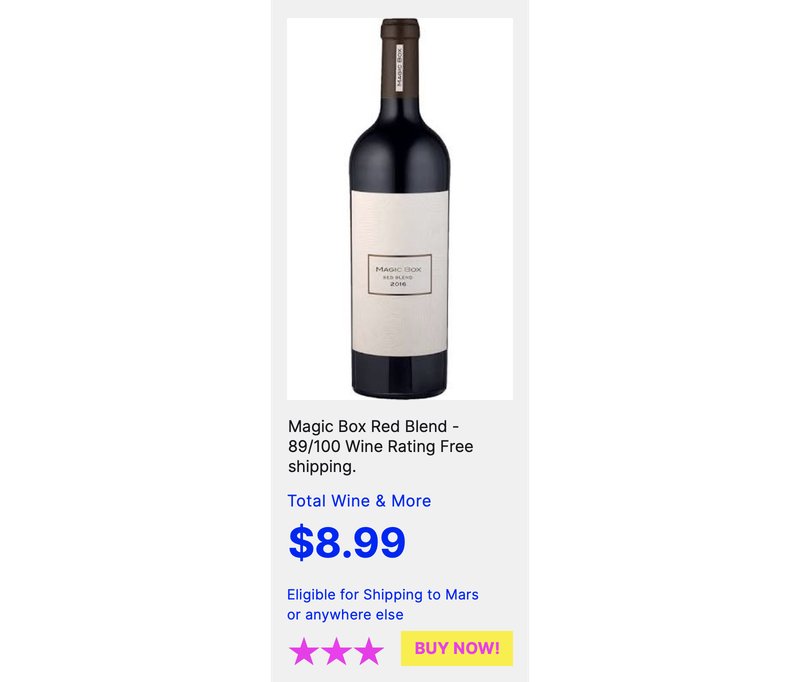 MAGIC BOX
MAGIC BOX
RED BLEND
2016
Magic Box Red Blend -
89/100 Wine Rating Free
shipping.
Total Wine & More
$8.99
Eligible for Shipping to Mars
or anywhere else
BUY NOW!